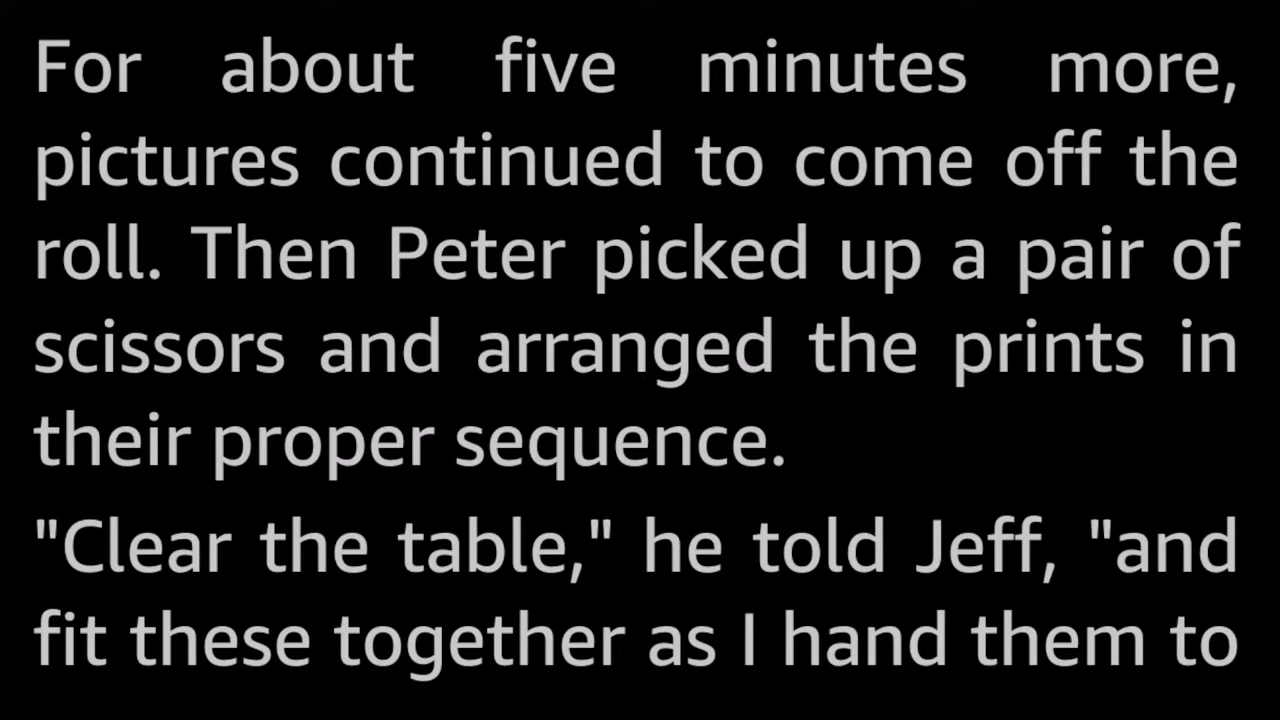 For about five minutes more,
pictures continued to come off the
roll. Then Peter picked up a pair of
scissors and arranged the prints in
their proper sequence.
"Clear the table," he told Jeff, "and
fit these together as I hand them to